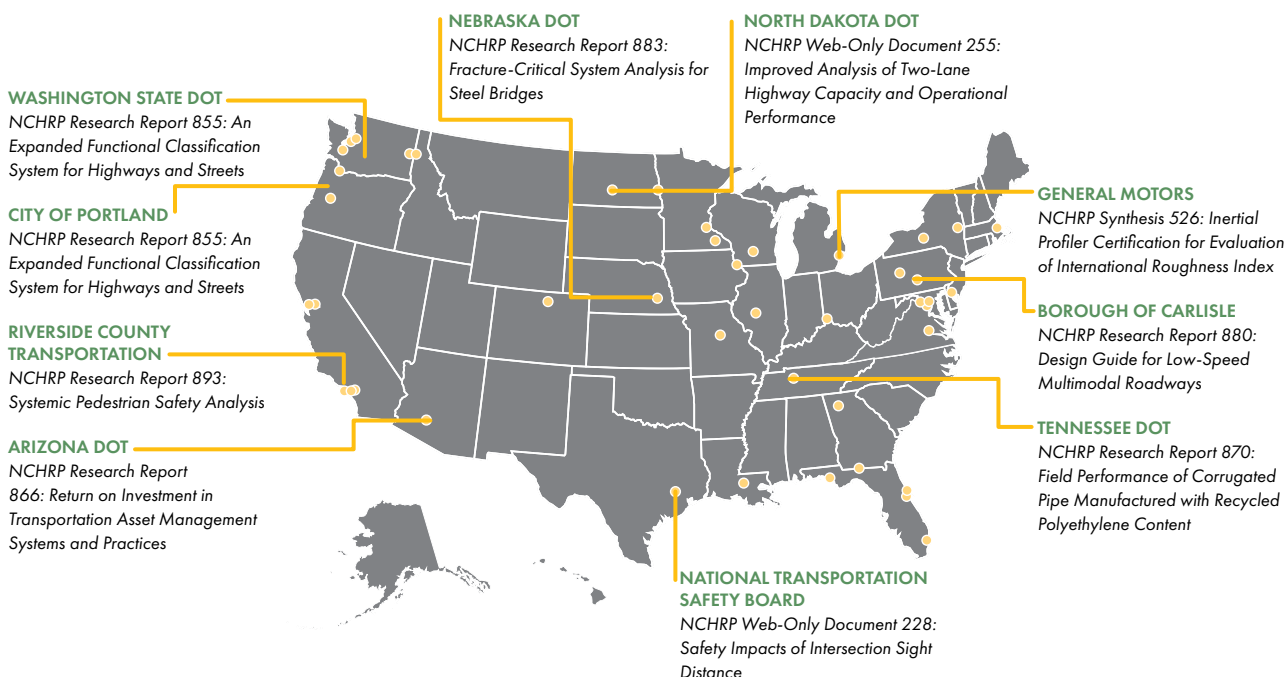 NEBRASKA DOT
NCHRP Research Report 883:
Fracture-Critical System Analysis for
Steel Bridges
NORTH DAKOTA DOT
NCHRP Web-Only Document 255:
Improved Analysis of Two-Lane
Highway Capacity and Operational
Performance
WASHINGTON STATE DOT
NCHRP Research Report 855: An
Expanded Functional Classification
System for Highways and Streets
CITY OF PORTLAND
NCHRP Research Report 855: An
Expanded Functional Classification
System for Highways and Streets
RIVERSIDE COUNTY
TRANSPORTATION
NCHRP Research Report 893:
Systemic Pedestrian Safety Analysis
ARIZONA DOT
NCHRP Research Report
866: Return on Investment in
Transportation Asset Management
Systems and Practices
GENERAL MOTORS
NCHRP Synthesis 526: Inertial
Profiler Certification for Evaluation
of International Roughness Index
BOROUGH OF CARLISLE
NCHRP Research Report 880:
Design Guide for Low-Speed
Multimodal Roadways
TENNESSEE DOT
NCHRP Research Report 870:
Field Performance of Corrugated
Pipe Manufactured with Recycled
Polyethylene Content
NATIONAL TRANSPORTATION
SAFETY BOARD
NCHRP Web-Only Document 228:
Safety Impacts of Intersection Sight
Distance